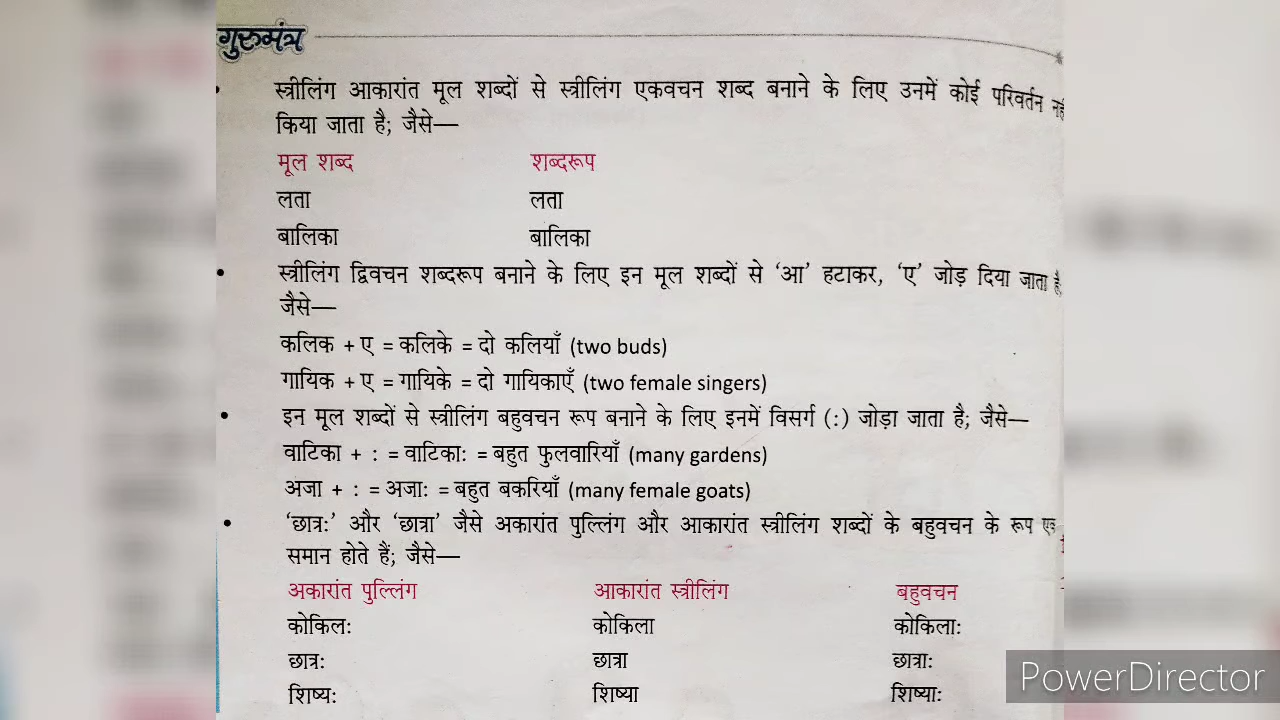 गुरुमंत्र
• स्त्रीलिंग आकारांत मूल शब्दों से स्त्रीलिंग एकवचन शब्द बनाने के लिए उनमें कोई परिवर्तन नहीं
किया जाता है; जैसे—
मूल शब्द शब्दरूप
लता लता
बालिका बालिका
• स्त्रीलिंग द्विवचन शब्दरूप बनाने के लिए इन मूल शब्दों से ‘आ’ हटाकर, ‘ए’ जोड़ दिया जाता है
जैसे—
कलिक + ए = कलिके = दो कलियाँ (two buds)
गायिक + ए = गायिके = दो गायिकाएँ (two female singers)
• इन मूल शब्दों से स्त्रीलिंग बहुवचन रूप बनाने के लिए इनमें विसर्ग (:) जोड़ा जाता है; जैसे—
वाटिका + : = वाटिका: = बहुत फुलवारियाँ (many gardens)
अजा + : = अजा: = बहुत बकरियाँ (many female goats)
• ‘छात्र:’ और ‘छात्रा’ जैसे अकारांत पुल्लिंग और आकारांत स्त्रीलिंग शब्दों के बहुवचन के रूप
समान होते हैं; जैसे—
अकारांत पुल्लिंग आकारांत स्त्रीलिंग बहुवचन
कोकिल: कोकिला कोकिला:
छात्र: छात्रा छात्रा:
शिष्य: शिष्या शिष्या:
PowerDirector